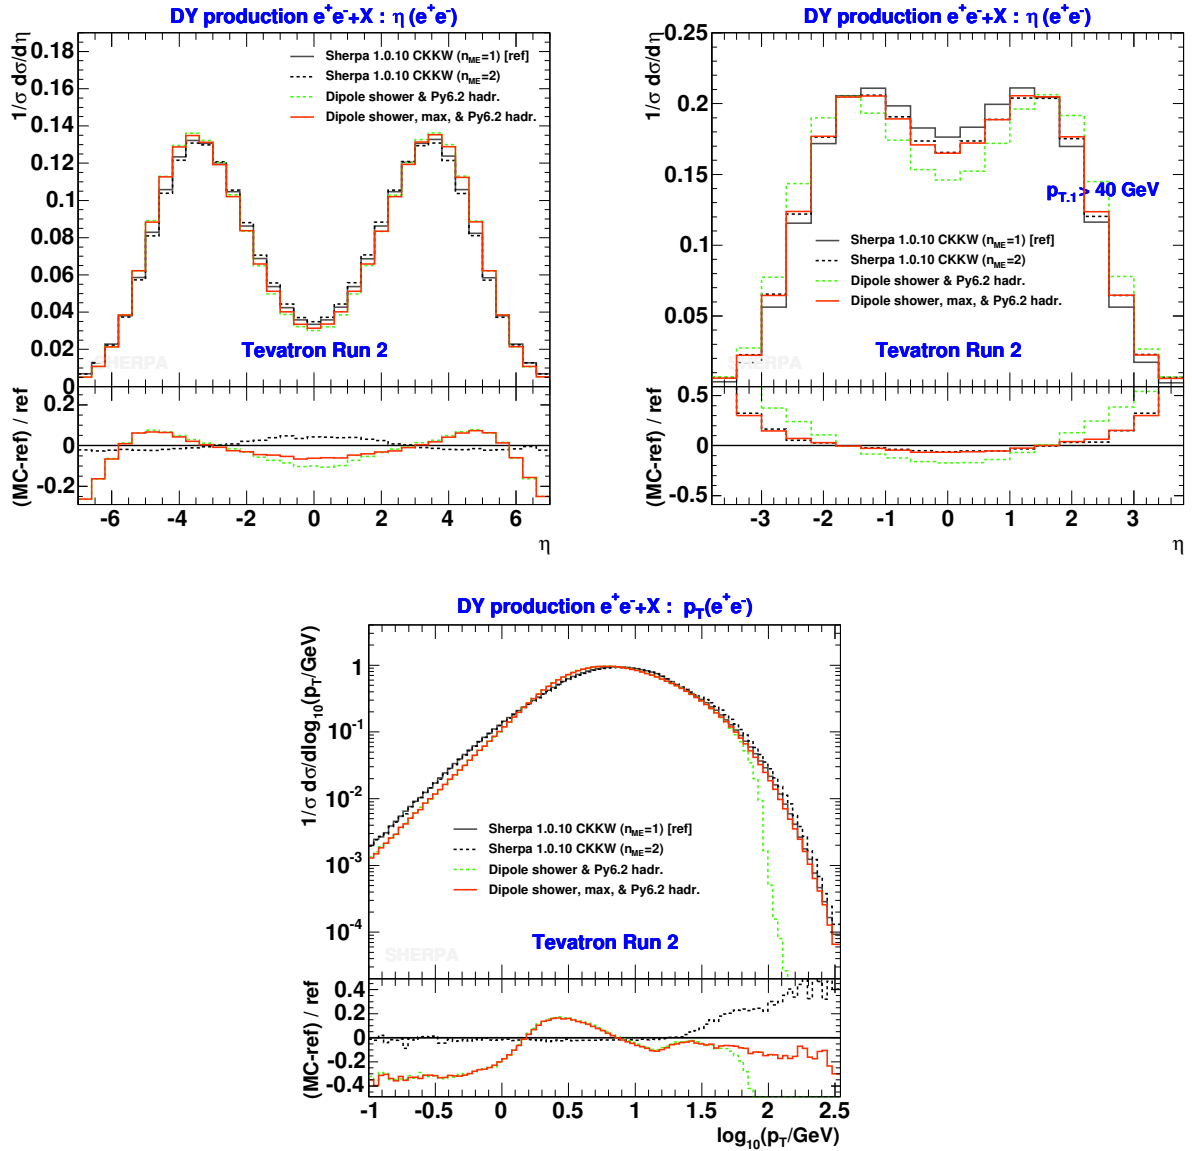 DY production e⁺e⁻+X : η (e⁺e⁻)
1/σ dσ/dη
0.18
0.16
0.14
0.12
0.1
0.08
0.06
0.04
0.02
0
Sherpa 1.0.10 CKKW (n_ME=1) [ref]
Sherpa 1.0.10 CKKW (n_ME=2)
Dipole shower & Py6.2 hadr.
Dipole shower, max, & Py6.2 hadr.
Tevatron Run 2
SHERPA
(MC-ref) / ref
0.2
0
-0.2
-6 -4 -2 0 2 4 6
η
DY production e⁺e⁻+X : η (e⁺e⁻)
1/σ dσ/dη
-3 -2 -1 0 1 2 3
0.25
0.2
0.15
0.1
0.05
p_T,1 > 40 GeV
Sherpa 1.0.10 CKKW (n_ME=1) [ref]
Sherpa 1.0.10 CKKW (n_ME=2)
Dipole shower & Py6.2 hadr.
Dipole shower, max, & Py6.2 hadr.
Tevatron Run 2
SHERPA
(MC-ref) / ref
0.5
0
-0.5
-3 -2 -1 0 1 2 3
η
DY production e⁺e⁻+X : p_T(e⁺e⁻)
1/σ dσ/dlog₁₀(p_T/GeV)
1
10⁻¹
10⁻²
10⁻³
10⁻⁴
Sherpa 1.0.10 CKKW (n_ME=1) [ref]
Sherpa 1.0.10 CKKW (n_ME=2)
Dipole shower & Py6.2 hadr.
Dipole shower, max, & Py6.2 hadr.
Tevatron Run 2
SHERPA
(MC-ref) / ref
0.4
0.2
0
-0.2
-0.4
-1 -0.5 0 0.5 1 1.5 2 2.5
log₁₀(p_T/GeV)